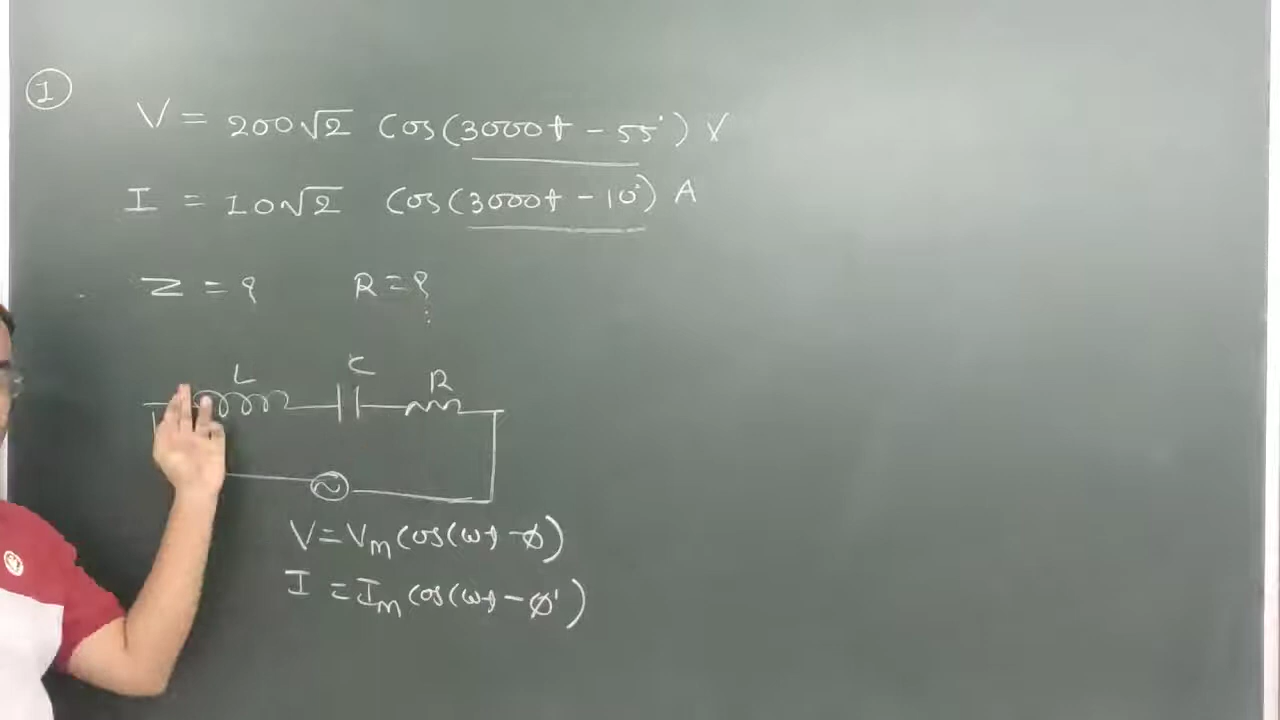 ①
V = 200√2 cos(3000t - 55°) V
I = 10√2 cos(3000t - 10°) A
Z = ? R = ?
L C R
~
V = Vm cos(ωt - φ)
I = Im cos(ωt - φ')